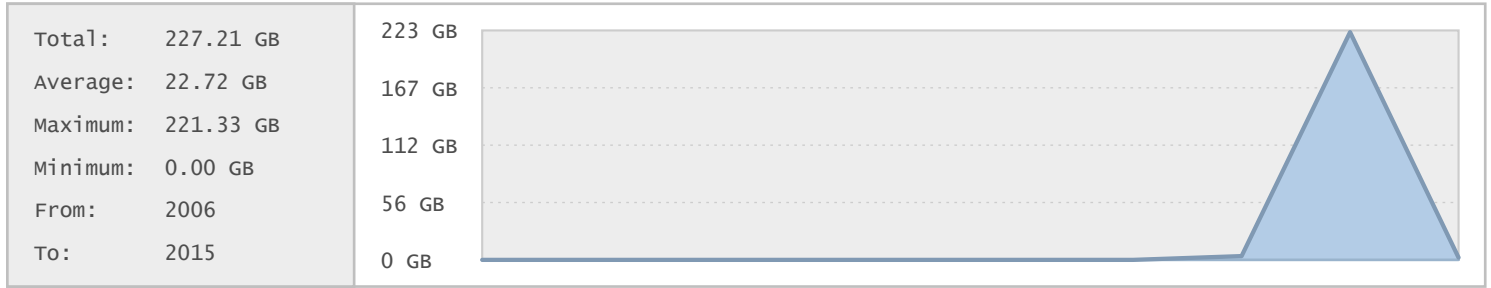 Total: 227.21 GB
Average: 22.72 GB
Maximum: 221.33 GB
Minimum: 0.00 GB
From: 2006
To: 2015
223 GB
167 GB
112 GB
56 GB
0 GB